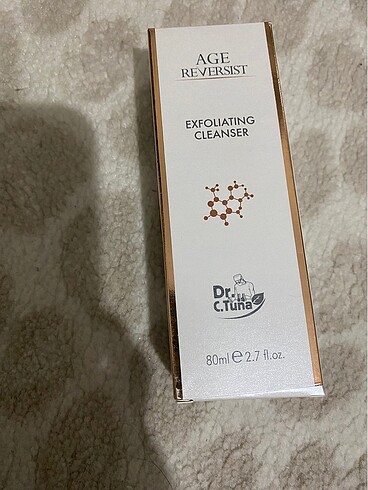 AGE
REVERSIST
EXFOLIATING
CLEANSER
Dr.
C.Tuna
80ml e 2.7 fl.oz.